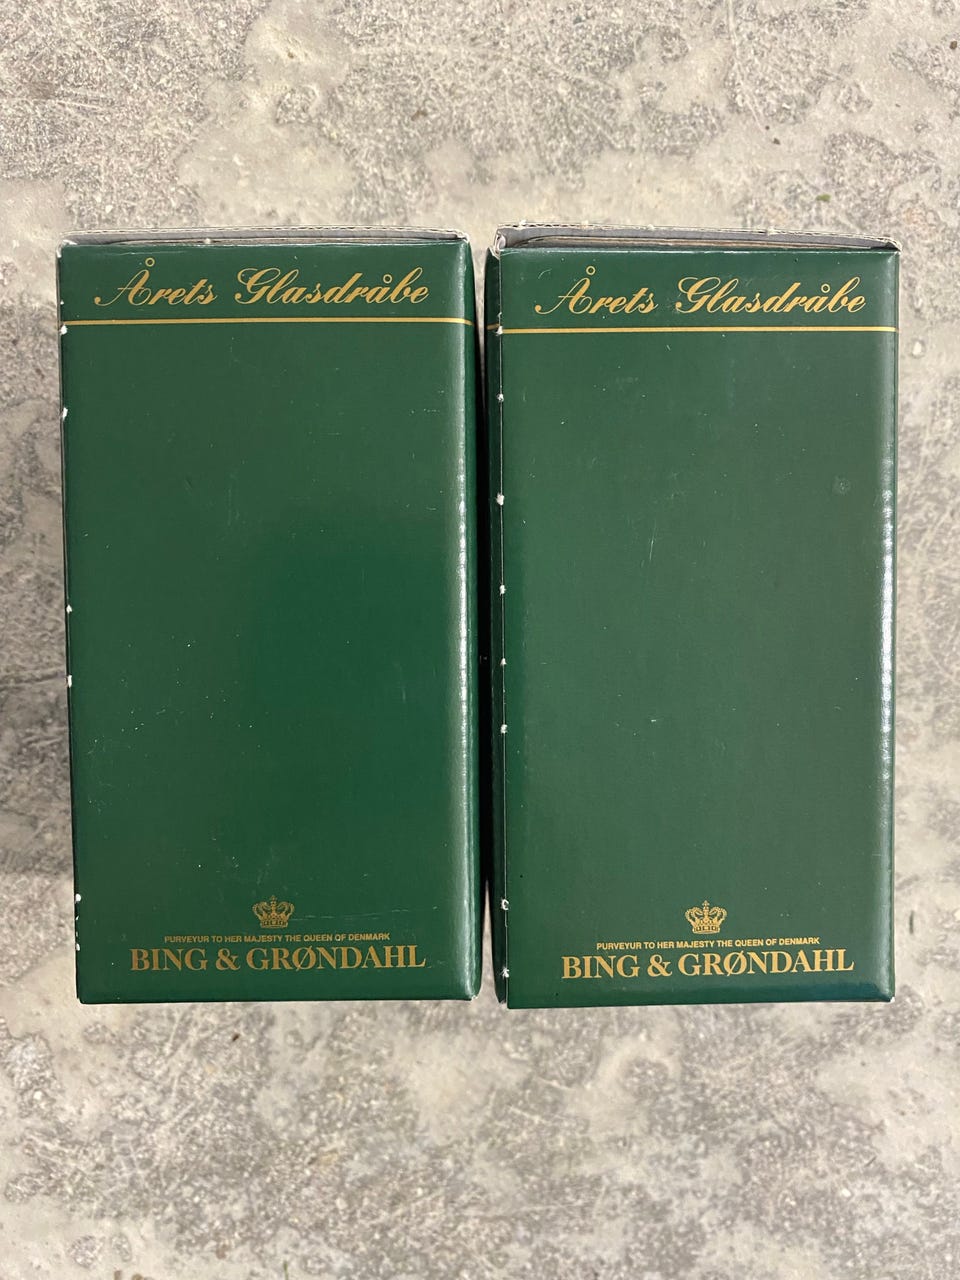 Årets Glasdråbe
PURVEYUR TO HER MAJESTY THE QUEEN OF DENMARK
BING & GRØNDAHL
Årets Glasdråbe
PURVEYUR TO HER MAJESTY THE QUEEN OF DENMARK
BING & GRØNDAHL